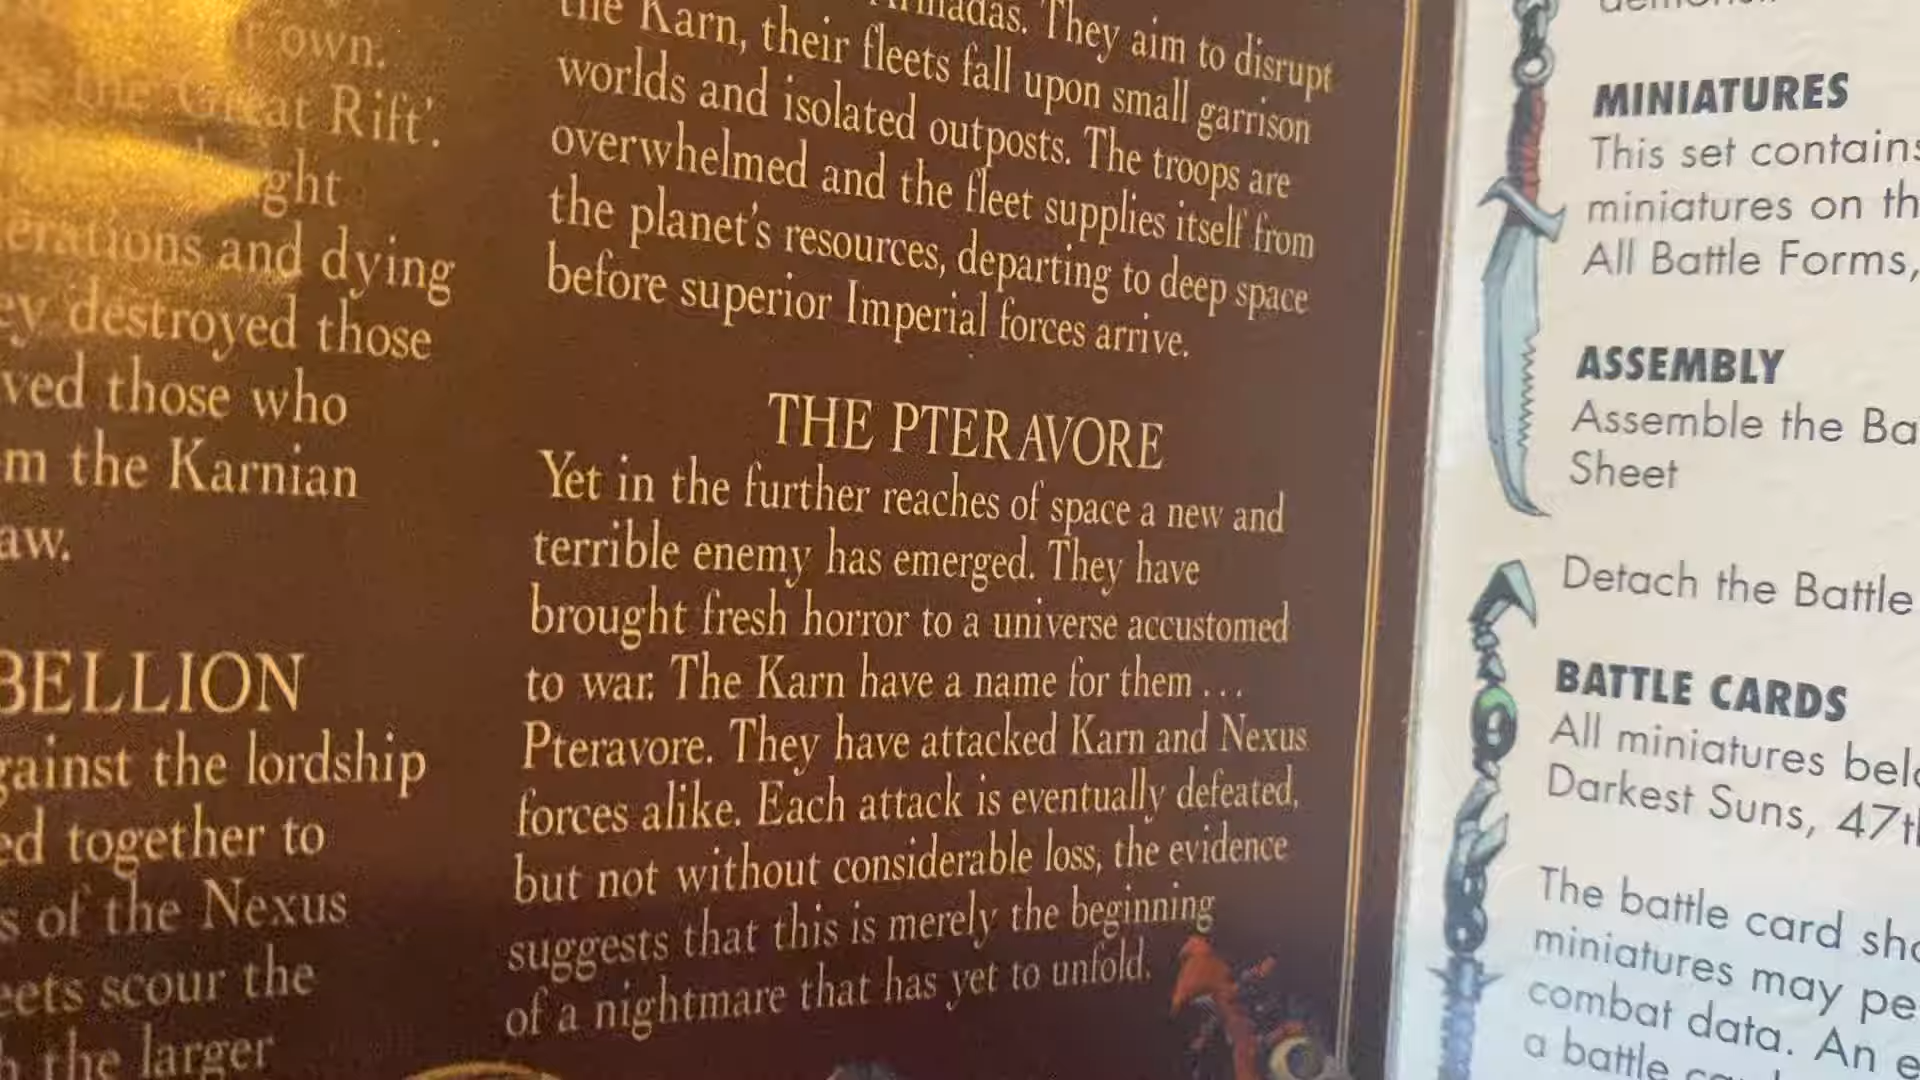 own.
the Great Rift'.
ght
and dying
destroyed those
ved those who
m the Karnian
aw.
BELLION
gainst the lordship
ed together to
s of the Nexus
eets scour the
the larger
Armadas. They aim to disrupt
the Karn, their fleets fall upon small garrison
worlds and isolated outposts. The troops are
overwhelmed and the fleet supplies itself from
the planet's resources, departing to deep space
before superior Imperial forces arrive.
THE PTERAVORE
Yet in the further reaches of space a new and
terrible enemy has emerged. They have
brought fresh horror to a universe accustomed
to war. The Karn have a name for them ...
Pteravore. They have attacked Karn and Nexus
forces alike. Each attack is eventually defeated,
but not without considerable loss, the evidence
suggests that this is merely the beginning
of a nightmare that has yet to unfold.
MINIATURES
This set contains
miniatures on th
All Battle Forms,
ASSEMBLY
Assemble the Ba
Sheet
Detach the Battle
BATTLE CARDS
All miniatures belo
Darkest Suns, 47th
The battle card sho
miniatures may pe
combat data. An e
a battle